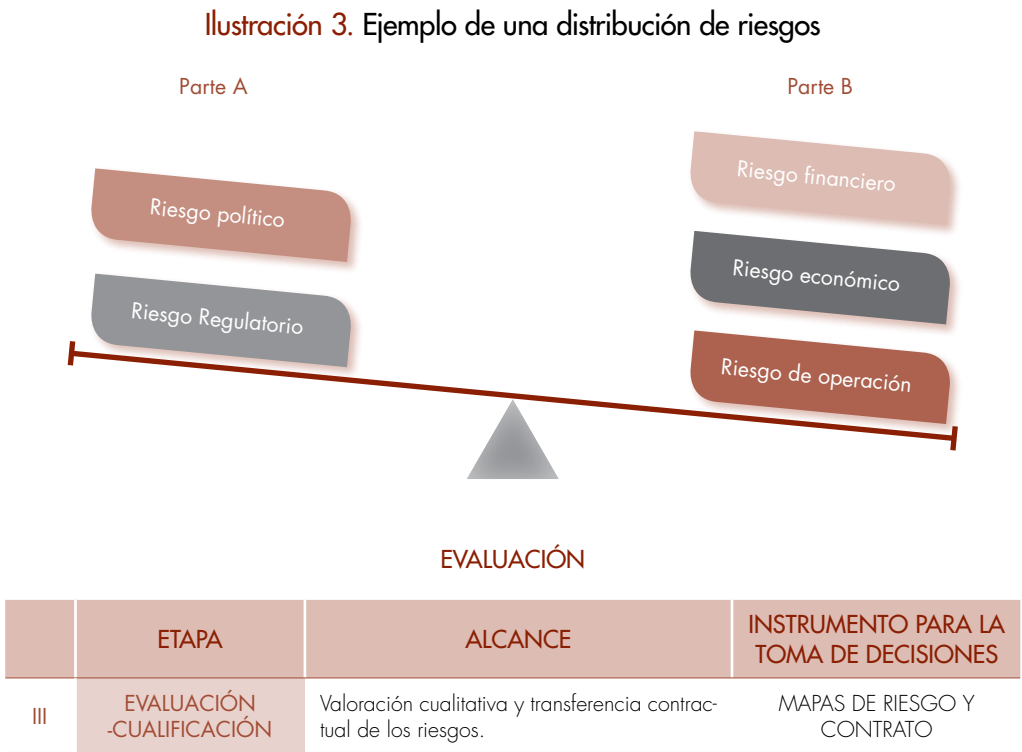 Ilustración 3. Ejemplo de una distribución de riesgos
Parte A
Parte B
Riesgo político
Riesgo Regulatorio
Riesgo financiero
Riesgo económico
Riesgo de operación
EVALUACIÓN
ETAPA
ALCANCE
INSTRUMENTO PARA LA
TOMA DE DECISIONES
III
EVALUACIÓN
-CUALIFICACIÓN
Valoración cualitativa y transferencia contrac-
tual de los riesgos.
MAPAS DE RIESGO Y
CONTRATO